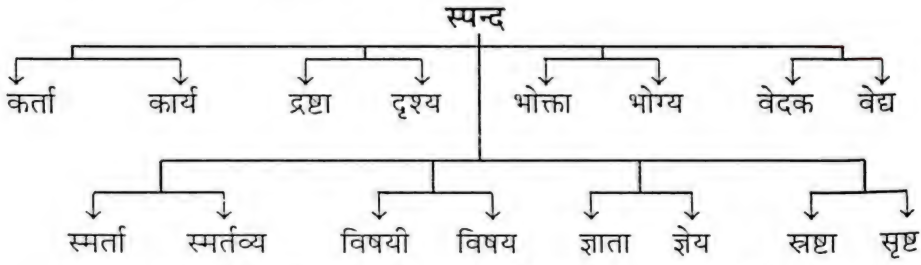 स्पन्द
कर्ता कार्य द्रष्टा दृश्य भोक्ता भोग्य वेदक वेद्य
स्मर्ता स्मर्तव्य विषयी विषय ज्ञाता ज्ञेय स्रष्टा सृष्ट